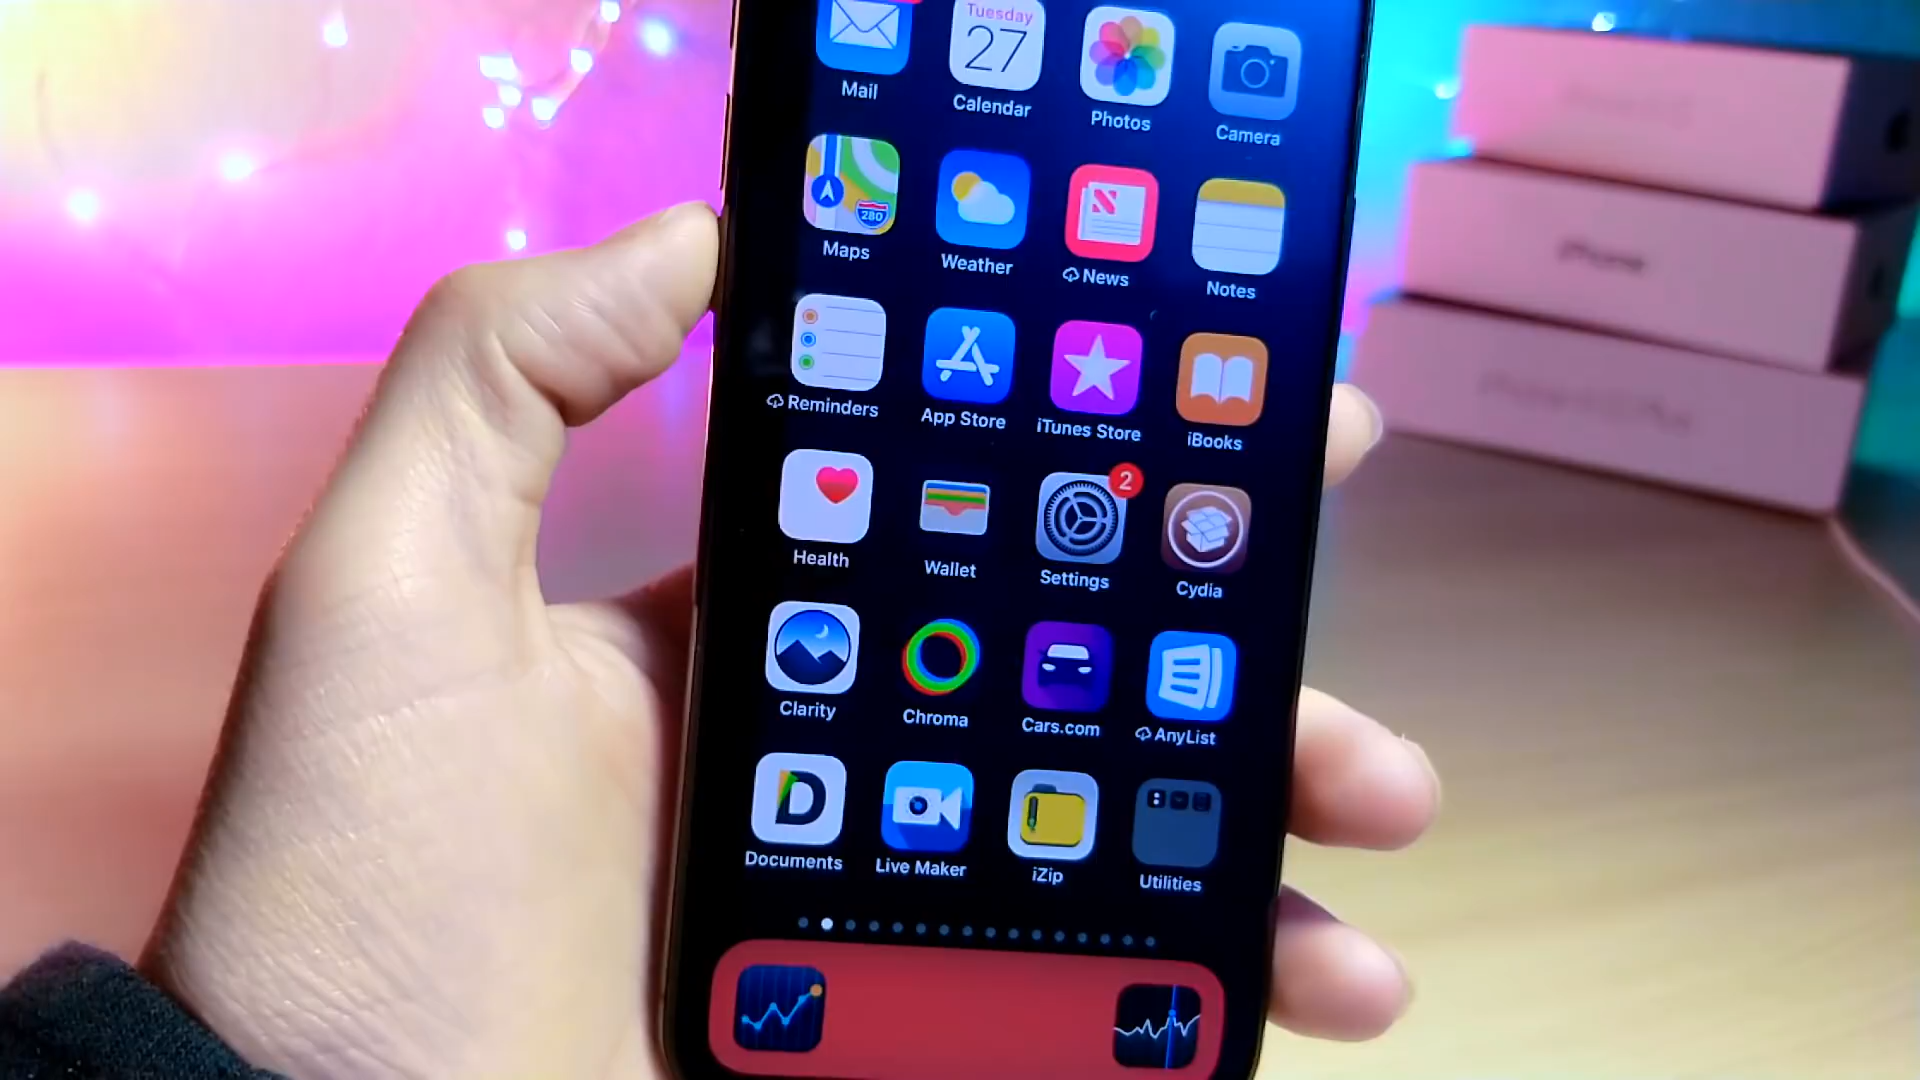 Tuesday
27
Mail
Calendar
Photos
Camera
280
Maps
Weather
News
Notes
Reminders
App Store
iTunes Store
iBooks
2
Health
Wallet
Settings
Cydia
Clarity
Chroma
Cars.com
AnyList
D
Documents
Live Maker
iZip
Utilities
iPhone